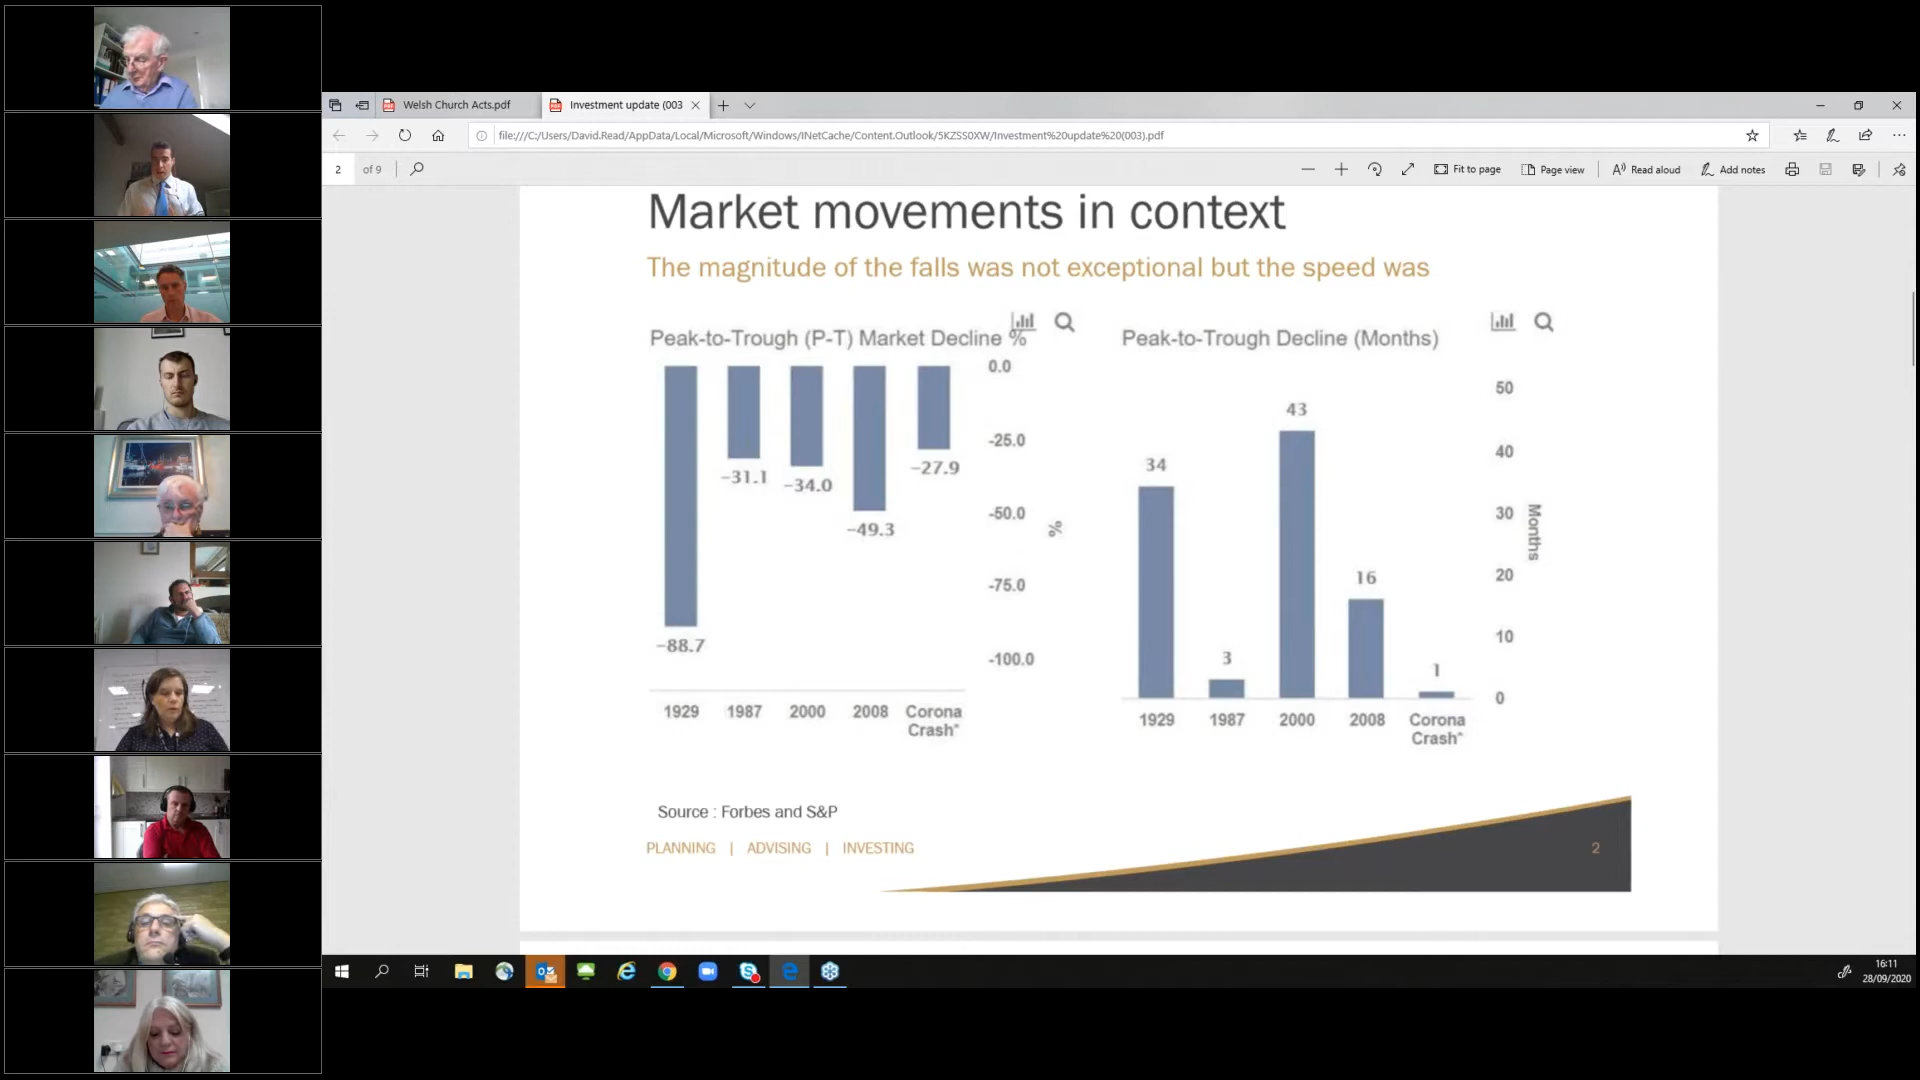 Welsh Church Acts.pdf
Investment update (003
file:///C:/Users/David.Read/AppData/Local/Microsoft/Windows/INetCache/Content.Outlook/5KZSS0XW/Investment%20update%20(003).pdf
2 of 9
Fit to page
Page view
Read aloud
Add notes
Market movements in context
The magnitude of the falls was not exceptional but the speed was
Peak-to-Trough (P-T) Market Decline %
0.0
-25.0
-50.0
-75.0
-100.0
%
−88.7
−31.1
−34.0
−49.3
−27.9
1929
1987
2000
2008
Corona
Crash*
Peak-to-Trough Decline (Months)
50
40
30
20
10
0
Months
34
3
43
16
1
1929
1987
2000
2008
Corona
Crash*
Source : Forbes and S&P
PLANNING | ADVISING | INVESTING
2
16:11
28/09/2020